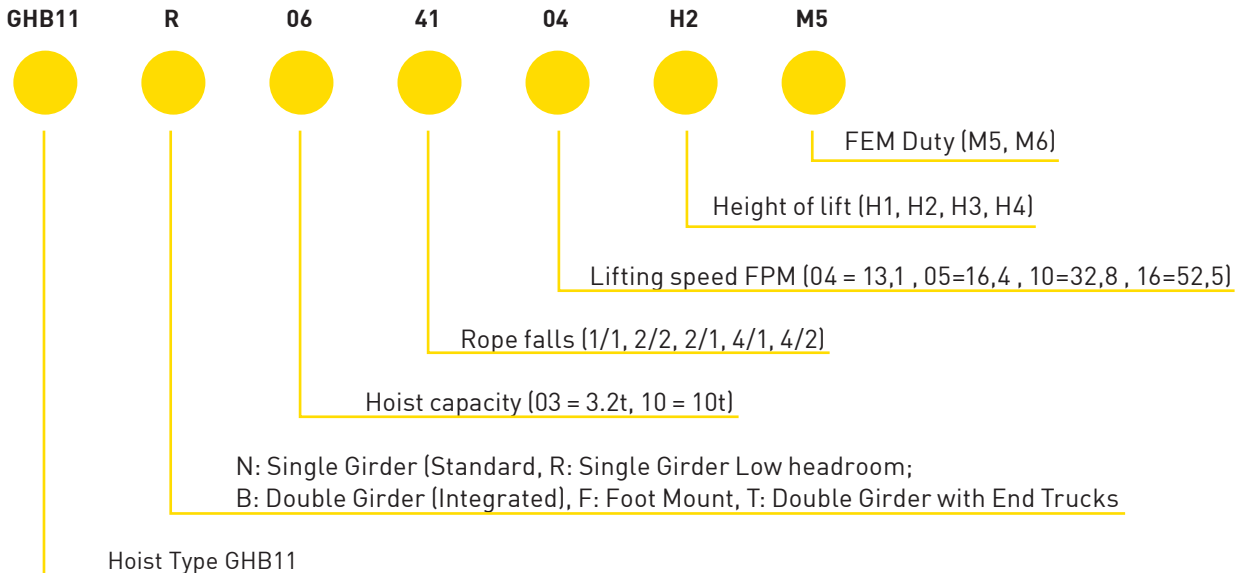 GHB11 R 06 41 04 H2 M5
FEM Duty (M5, M6)
Height of lift (H1, H2, H3, H4)
Lifting speed FPM (04 = 13,1 , 05=16,4 , 10=32,8 , 16=52,5)
Rope falls (1/1, 2/2, 2/1, 4/1, 4/2)
Hoist capacity (03 = 3.2t, 10 = 10t)
N: Single Girder (Standard, R: Single Girder Low headroom;
B: Double Girder (Integrated), F: Foot Mount, T: Double Girder with End Trucks
Hoist Type GHB11